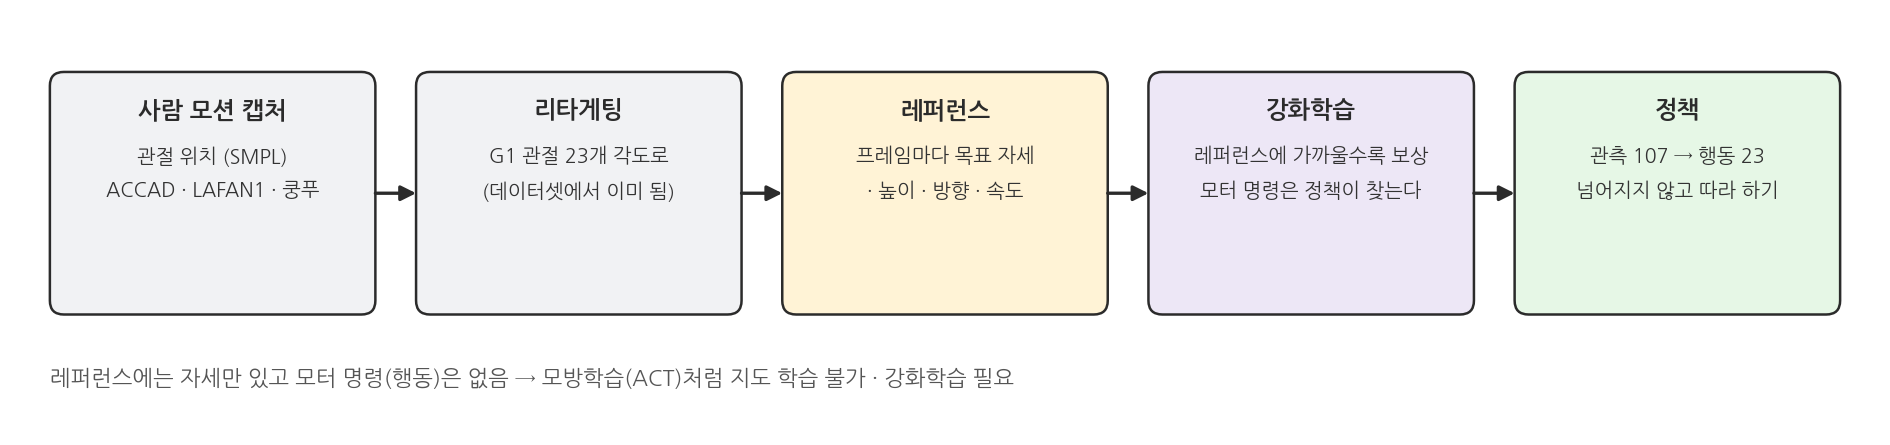 사람 모션 캡처
관절 위치 (SMPL)
ACCAD · LAFAN1 · 쿵푸
리타게팅
G1 관절 23개 각도로
(데이터셋에서 이미 됨)
레퍼런스
프레임마다 목표 자세
· 높이 · 방향 · 속도
강화학습
레퍼런스에 가까울수록 보상
모터 명령은 정책이 찾는다
정책
관측 107 → 행동 23
넘어지지 않고 따라 하기
레퍼런스에는 자세만 있고 모터 명령(행동)은 없음 → 모방학습(ACT)처럼 지도 학습 불가 · 강화학습 필요